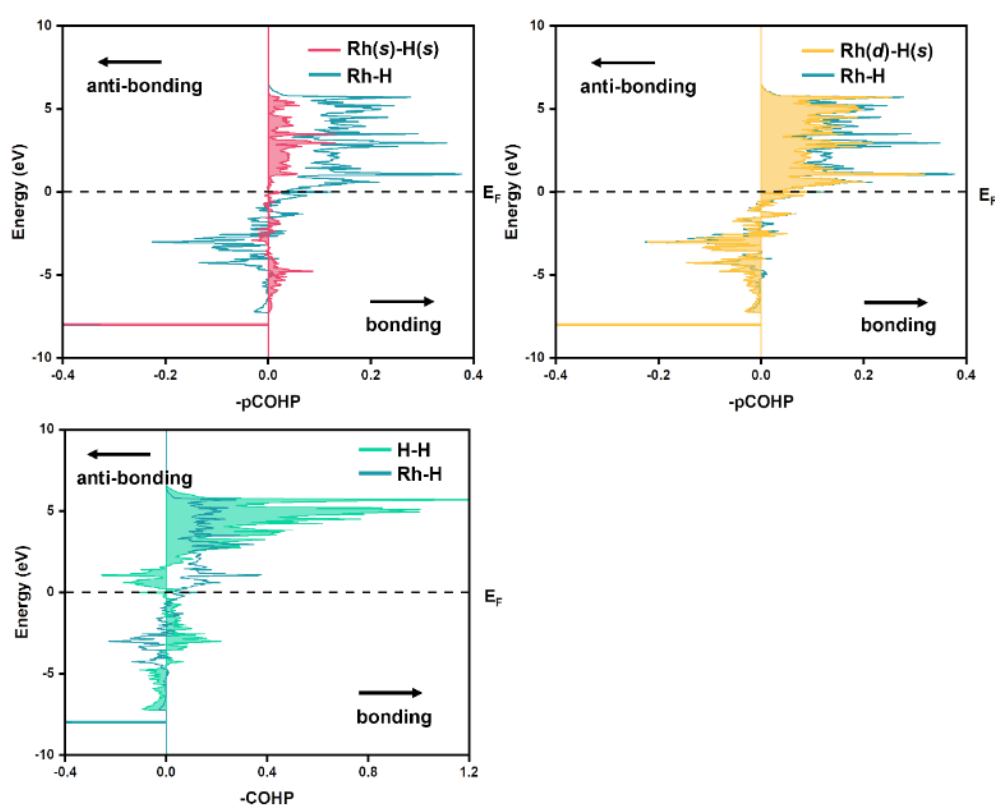 10
5
0
-5
-10
Energy (eV)
anti-bonding
Rh(s)-H(s)
Rh-H
E_F
bonding
-0.4 -0.2 0.0 0.2 0.4
-pCOHP
10
5
0
-5
-10
Energy (eV)
anti-bonding
Rh(d)-H(s)
Rh-H
E_F
bonding
-0.4 -0.2 0.0 0.2 0.4
-pCOHP
10
5
0
-5
-10
Energy (eV)
anti-bonding
H-H
Rh-H
E_F
bonding
-0.4 0.0 0.4 0.8 1.2
-COHP